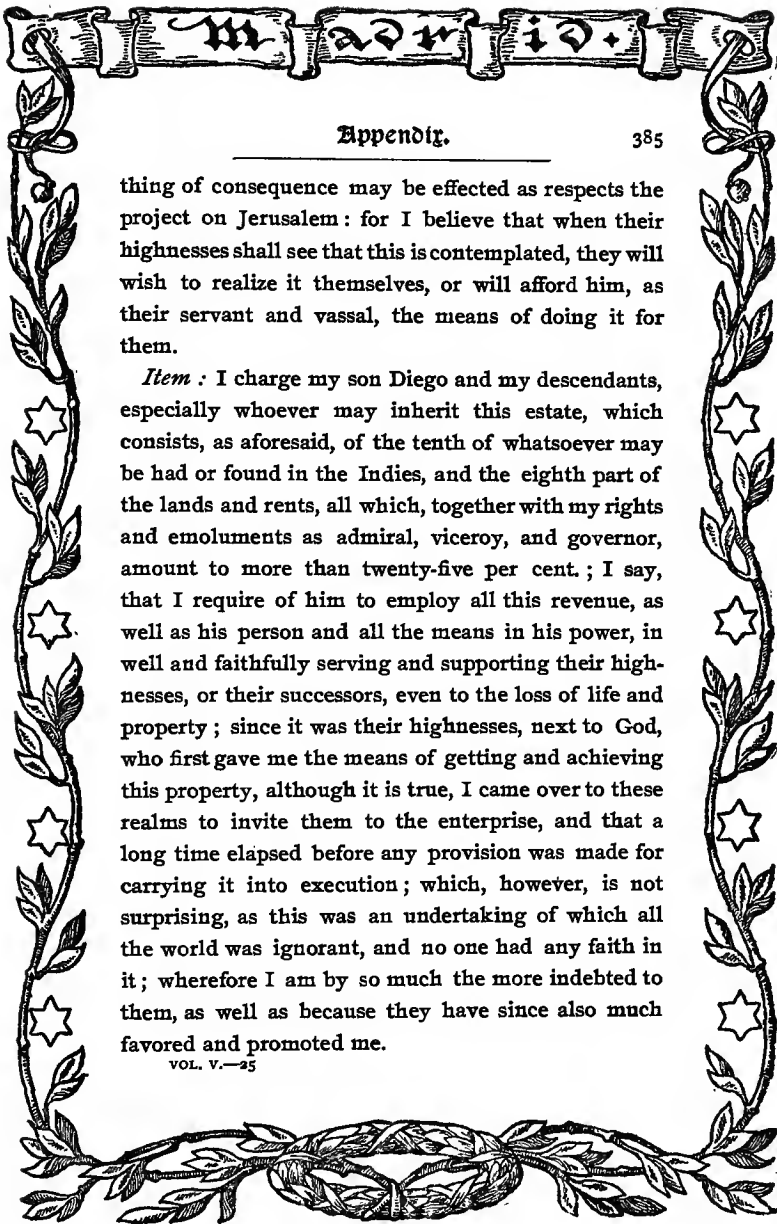 Madrid.
Appendix. 385
thing of consequence may be effected as respects the
project on Jerusalem : for I believe that when their
highnesses shall see that this is contemplated, they will
wish to realize it themselves, or will afford him, as
their servant and vassal, the means of doing it for
them.
Item : I charge my son Diego and my descendants,
especially whoever may inherit this estate, which
consists, as aforesaid, of the tenth of whatsoever may
be had or found in the Indies, and the eighth part of
the lands and rents, all which, together with my rights
and emoluments as admiral, viceroy, and governor,
amount to more than twenty-five per cent. ; I say,
that I require of him to employ all this revenue, as
well as his person and all the means in his power, in
well and faithfully serving and supporting their high-
nesses, or their successors, even to the loss of life and
property ; since it was their highnesses, next to God,
who first gave me the means of getting and achieving
this property, although it is true, I came over to these
realms to invite them to the enterprise, and that a
long time elapsed before any provision was made for
carrying it into execution ; which, however, is not
surprising, as this was an undertaking of which all
the world was ignorant, and no one had any faith in
it ; wherefore I am by so much the more indebted to
them, as well as because they have since also much
favored and promoted me.
VOL. V.—25